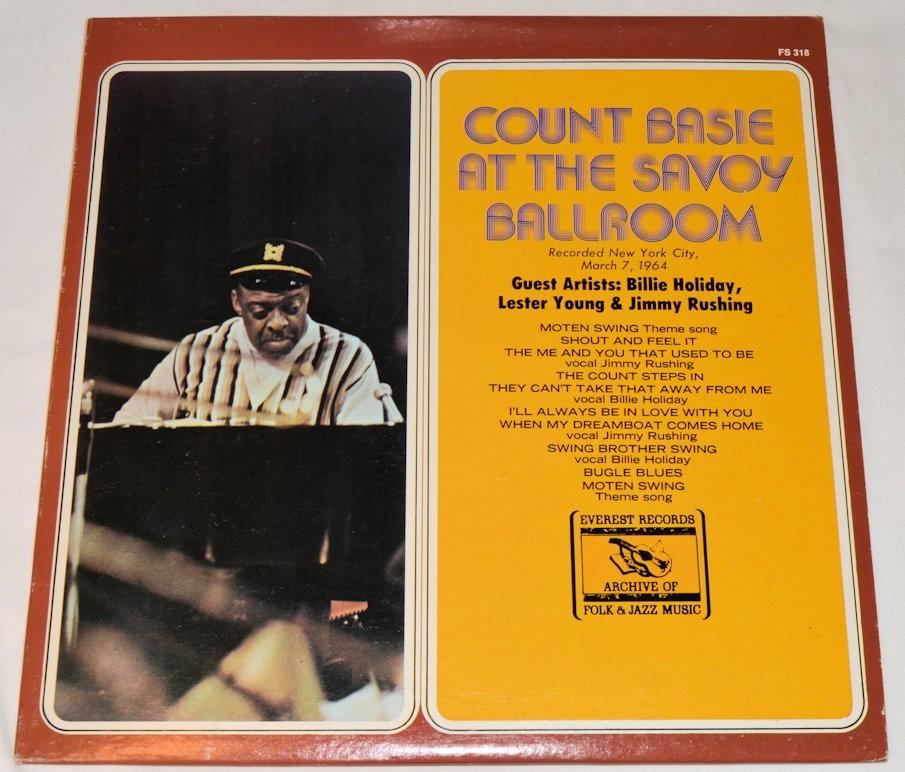 FS 318
COUNT BASIE
AT THE SAVOY
BALLROOM
Recorded New York City,
March 7, 1964
Guest Artists: Billie Holiday,
Lester Young & Jimmy Rushing
MOTEN SWING Theme song
SHOUT AND FEEL IT
THE ME AND YOU THAT USED TO BE
vocal Jimmy Rushing
THE COUNT STEPS IN
THEY CAN'T TAKE THAT AWAY FROM ME
vocal Billie Holiday
I'LL ALWAYS BE IN LOVE WITH YOU
WHEN MY DREAMBOAT COMES HOME
vocal Jimmy Rushing
SWING BROTHER SWING
vocal Billie Holiday
BUGLE BLUES
MOTEN SWING
Theme song
EVEREST RECORDS
ARCHIVE OF
FOLK & JAZZ MUSIC